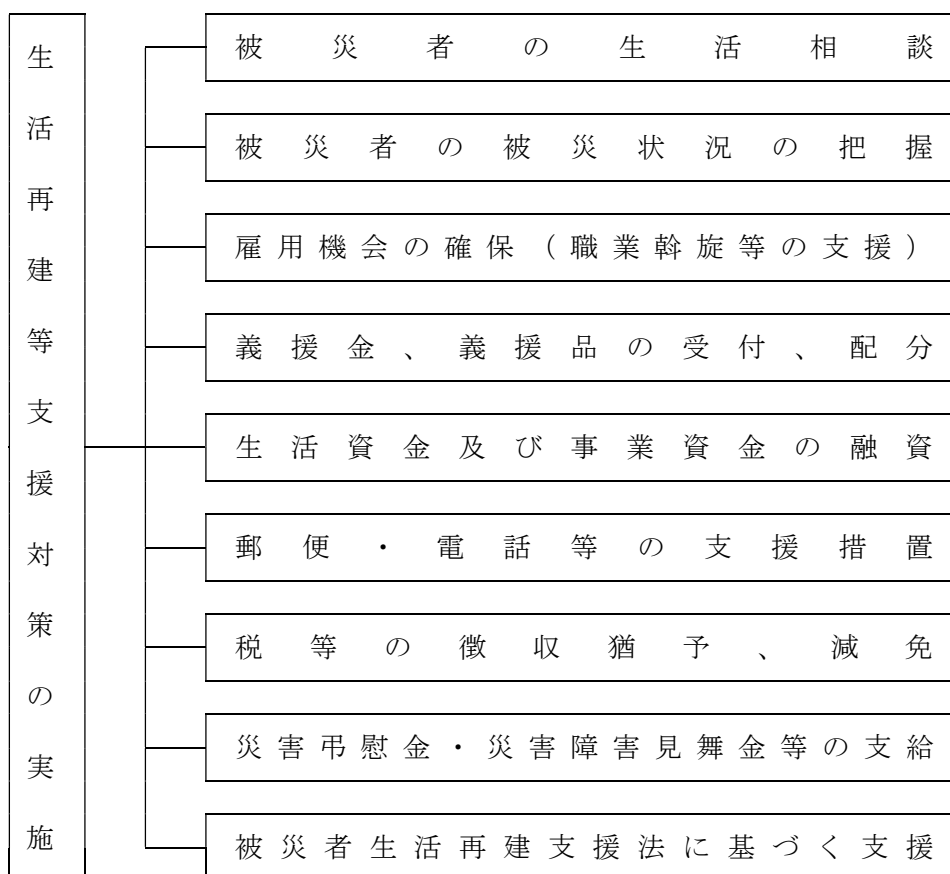 生活再建等支援対策の実施
被災者の生活相談
被災者の被災状況の把握
雇用機会の確保（職業斡旋等の支援）
義援金、義援品の受付、配分
生活資金及び事業資金の融資
郵便・電話等の支援措置
税等の徴収猶予、減免
災害弔慰金・災害障害見舞金等の支給
被災者生活再建支援法に基づく支援